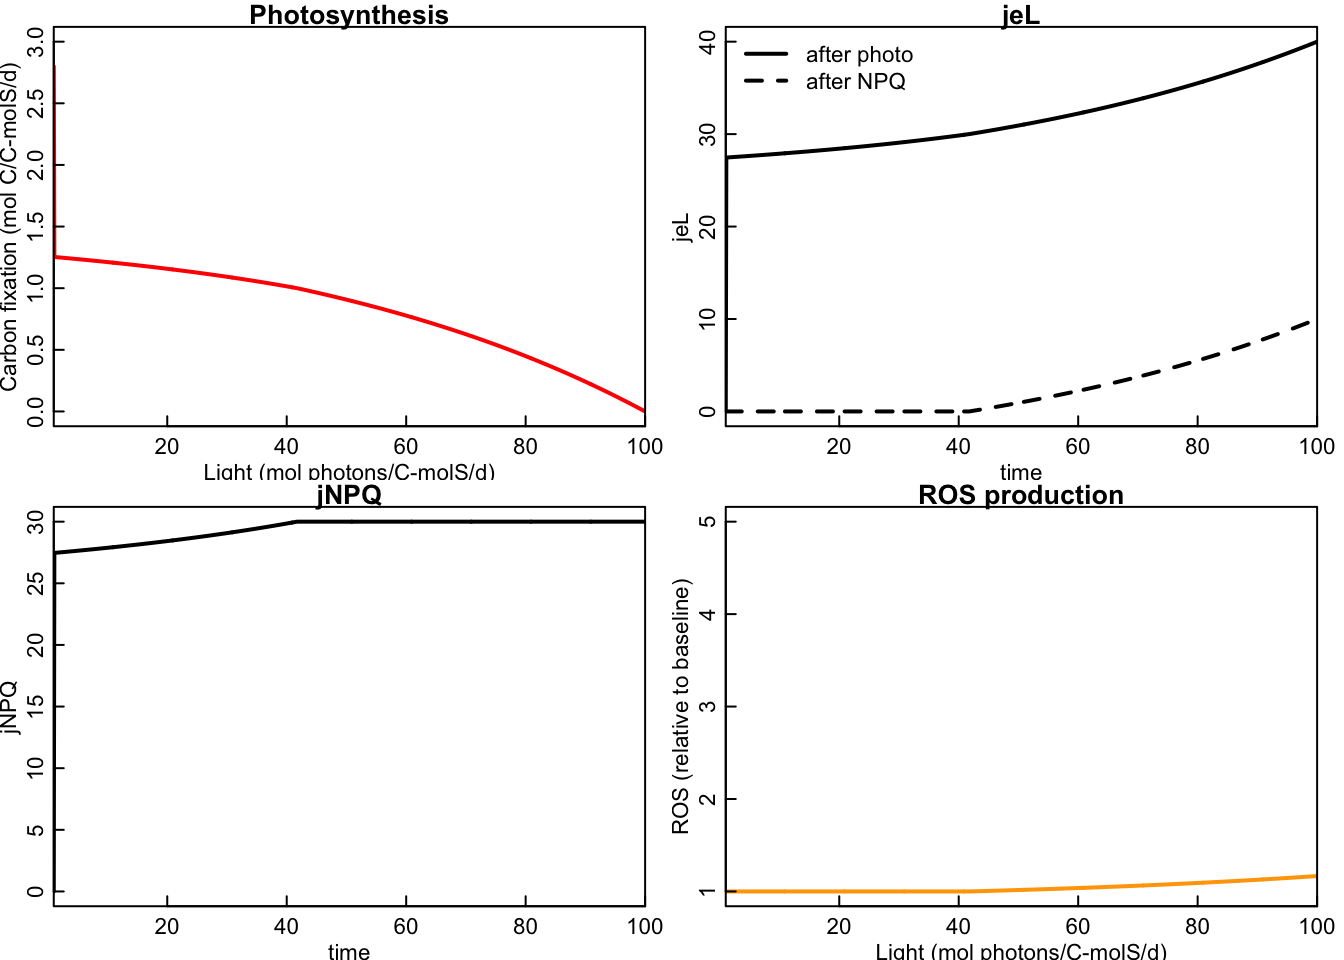 Photosynthesis
Carbon fixation (mol C/C-molS/d)
3.0
2.5
2.0
1.5
1.0
0.5
0.0
20 40 60 80 100
Light (mol photons/C-molS/d)
jeL
after photo
after NPQ
jeL
40
30
20
10
0
20 40 60 80 100
time
jNPQ
jNPQ
30
25
20
15
10
5
0
20 40 60 80 100
time
ROS production
ROS (relative to baseline)
5
4
3
2
1
20 40 60 80 100
Light (mol photons/C-molS/d)